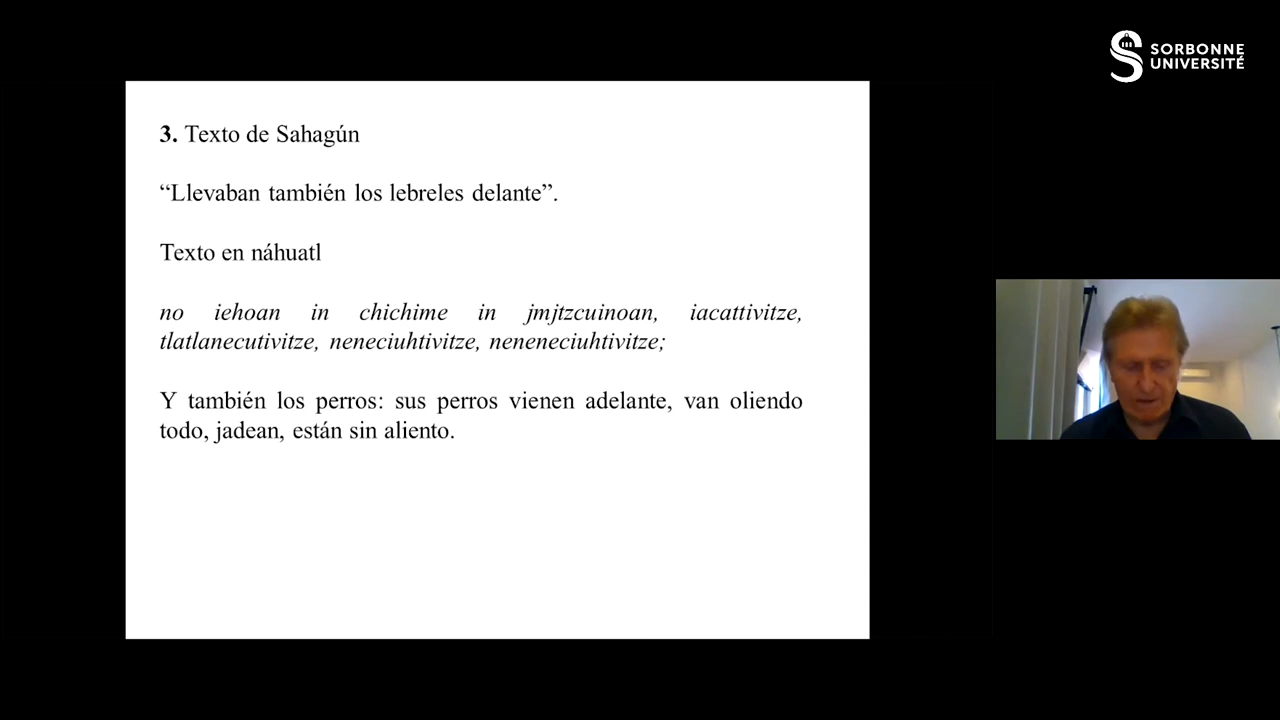 SORBONNE
UNIVERSITÉ
3. Texto de Sahagún
“Llevaban también los lebreles delante”.
Texto en náhuatl
no iehoan in chichime in jmjtzcuinoan, iacattivitze,
tlatlanecutivitze, neneciuhtivitze, neneneciuhtivitze;
Y también los perros: sus perros vienen adelante, van oliendo
todo, jadean, están sin aliento.